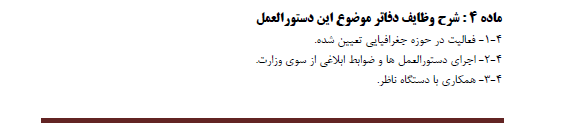 ماده ۴ : شرح وظایف دفاتر موضوع این دستورالعمل
۴-۱- فعالیت در حوزه جغرافیایی تعیین شده.
۴-۲- اجرای دستورالعمل ها و ضوابط ابلاغی از سوی وزارت.
۴-۳- همکاری با دستگاه ناظر.